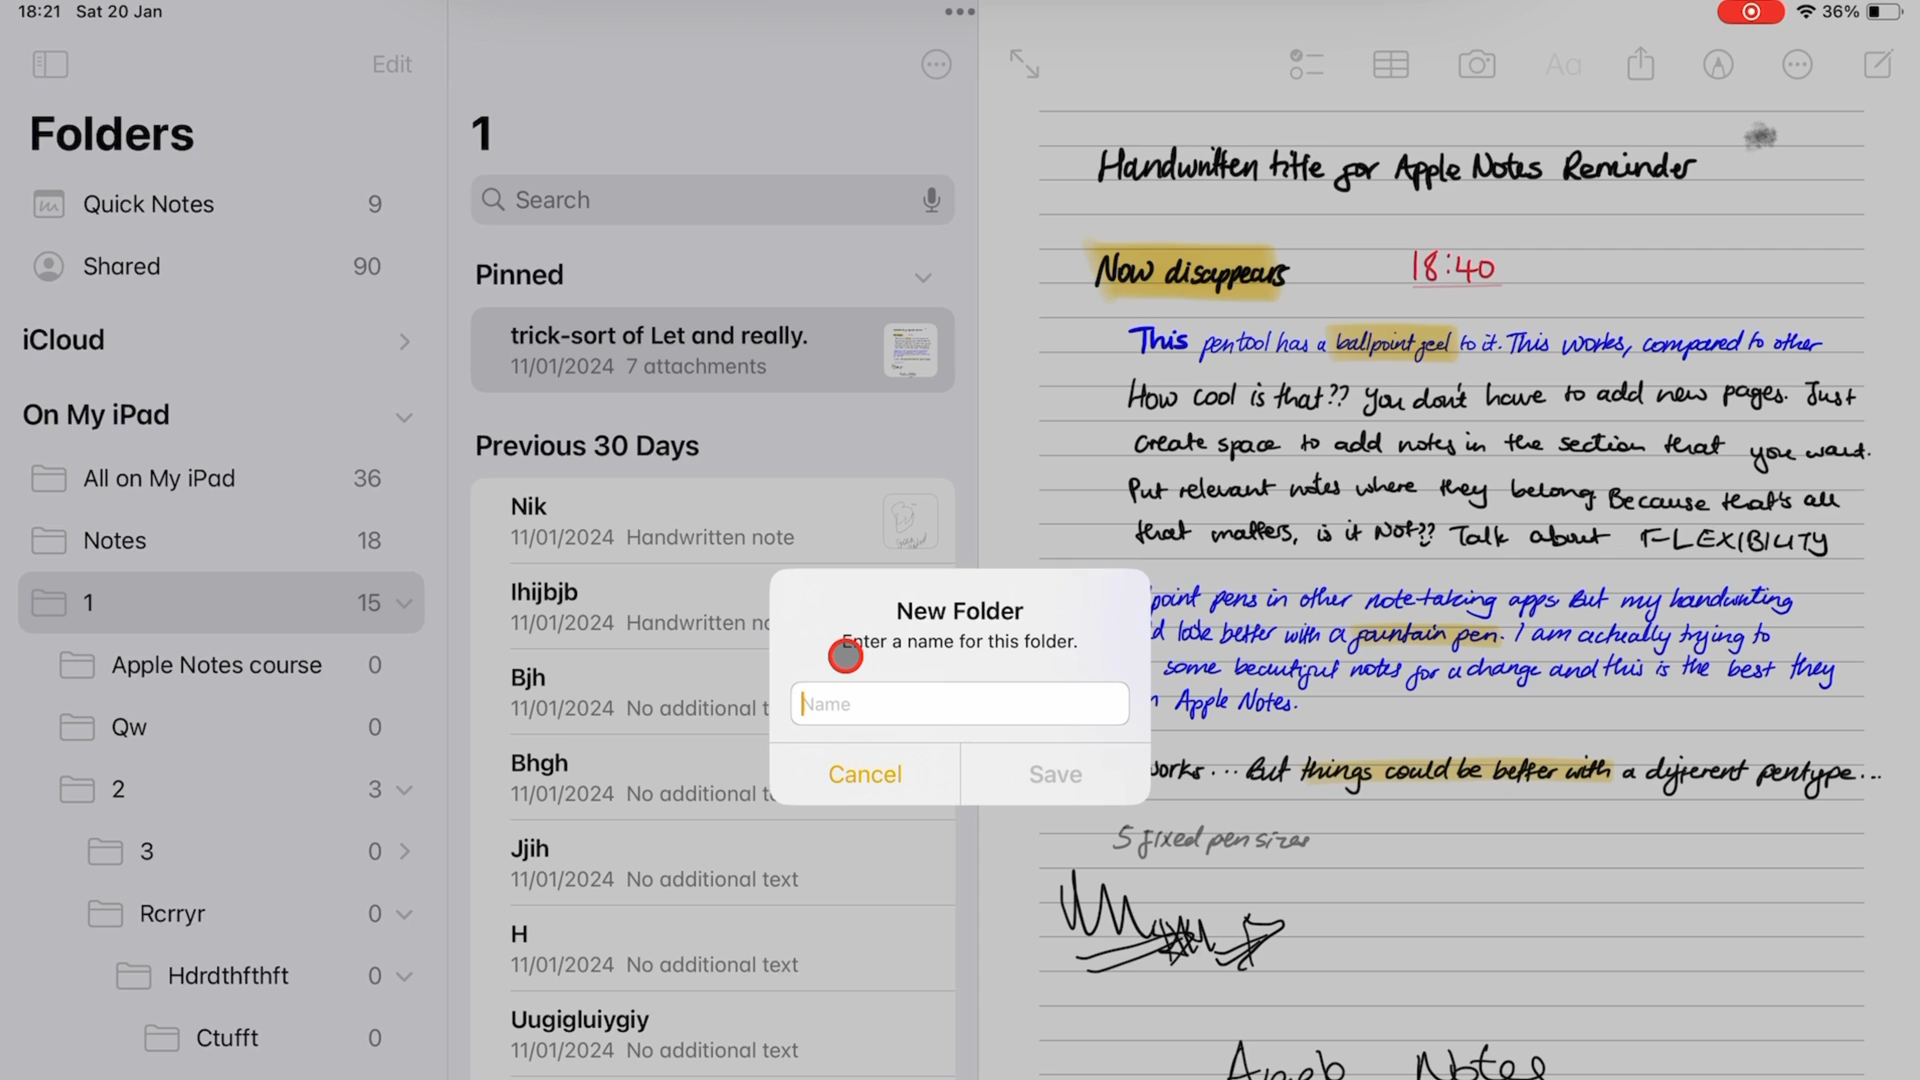 18:21 Sat 20 Jan
36%
Edit
Folders
Quick Notes 9
Shared 90
iCloud
On My iPad
All on My iPad 36
Notes 18
1 15
Apple Notes course 0
Qw 0
2 3
3 0
Rcrryr 0
Hdrdthfthft 0
Ctufft 0
1
Search
Pinned
trick-sort of Let and really.
11/01/2024 7 attachments
Previous 30 Days
Nik
11/01/2024 Handwritten note
Ihijbjb
11/01/2024 Handwritten no
Bjh
11/01/2024 No additional t
Bhgh
11/01/2024 No additional t
Jjih
11/01/2024 No additional text
H
11/01/2024 No additional text
Uugigluiygiy
11/01/2024 No additional text
New Folder
Enter a name for this folder.
Name
Cancel Save
Aa
Handwritten title for Apple Notes Reminder
Now disappears 18:40
This pentool has a ballpoint feel to it. This works, compared to other
How cool is that?? You don't have to add new pages. Just
create space to add notes in the section that you want.
Put relevant notes where they belong. Because that's all
that matters, is it Not?? Talk about FLEXIBILITY
point pens in other note-taking apps. But my handwriting
d look better with a fountain pen. I am actually trying to
some beautiful notes for a change and this is the best they
Apple Notes.
works... But things could be better with a different pentype...
5 fixed pen sizes
Notes